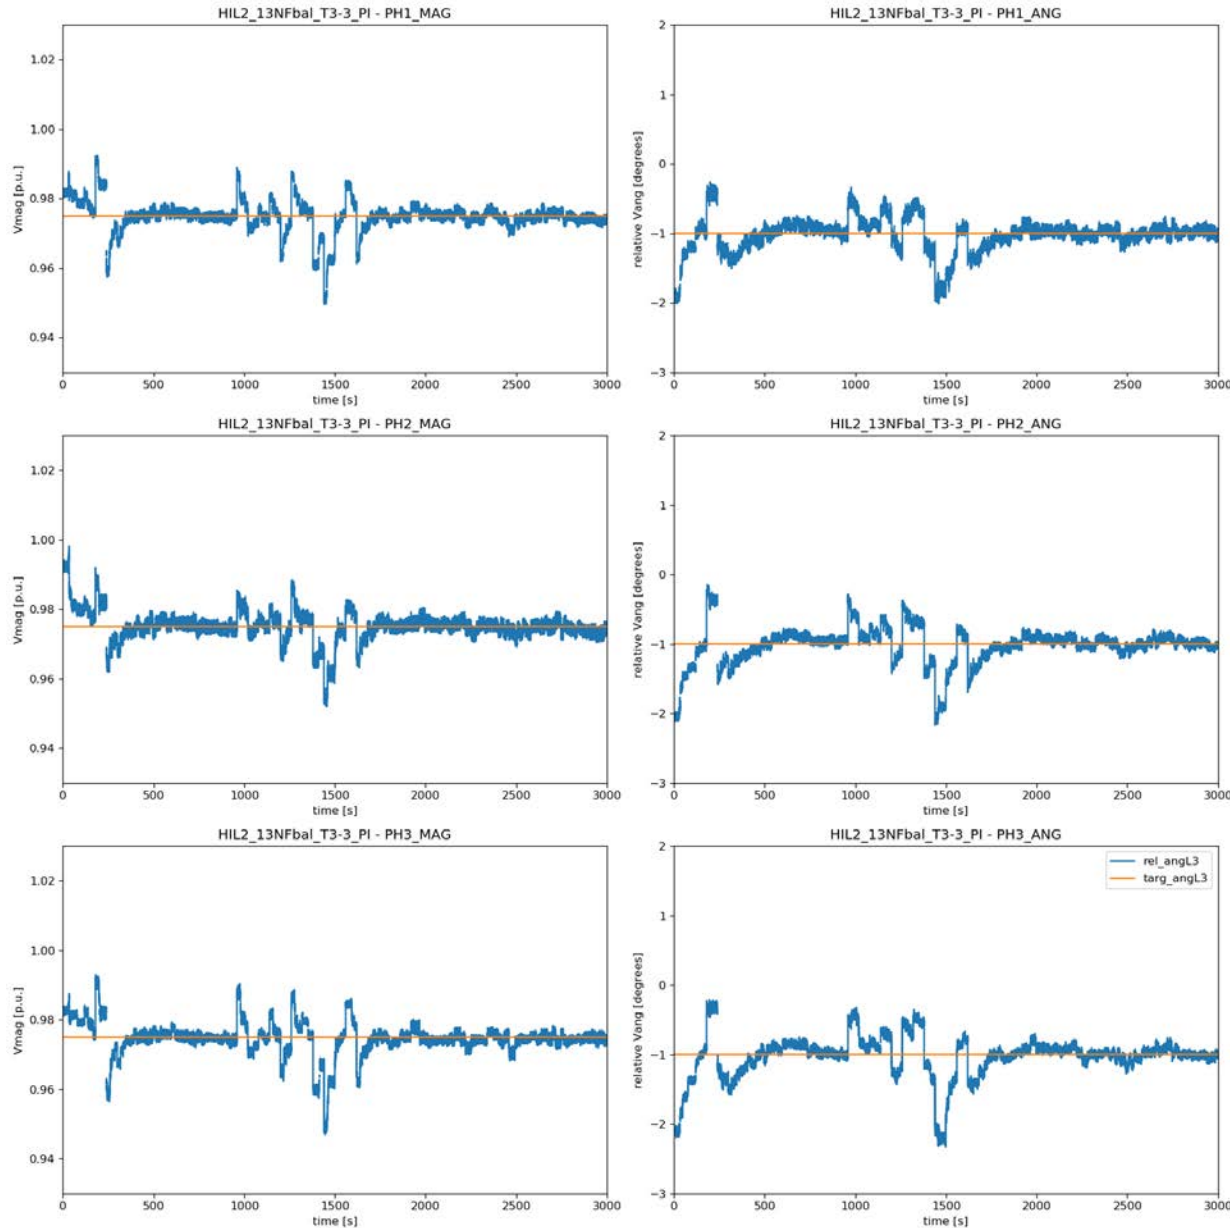 HIL2_13NFbal_T3-3_PI - PH1_MAG
Vmag [p.u.]
1.02
1.00
0.98
0.96
0.94
0 500 1000 1500 2000 2500 3000
time [s]
HIL2_13NFbal_T3-3_PI - PH1_ANG
relative Vang [degrees]
2
1
0
−1
−2
−3
0 500 1000 1500 2000 2500 3000
time [s]
HIL2_13NFbal_T3-3_PI - PH2_MAG
Vmag [p.u.]
1.02
1.00
0.98
0.96
0.94
0 500 1000 1500 2000 2500 3000
time [s]
HIL2_13NFbal_T3-3_PI - PH2_ANG
relative Vang [degrees]
2
1
0
−1
−2
−3
0 500 1000 1500 2000 2500 3000
time [s]
HIL2_13NFbal_T3-3_PI - PH3_MAG
Vmag [p.u.]
1.02
1.00
0.98
0.96
0.94
0 500 1000 1500 2000 2500 3000
time [s]
HIL2_13NFbal_T3-3_PI - PH3_ANG
relative Vang [degrees]
2
1
0
−1
−2
−3
0 500 1000 1500 2000 2500 3000
time [s]
rel_angL3
targ_angL3